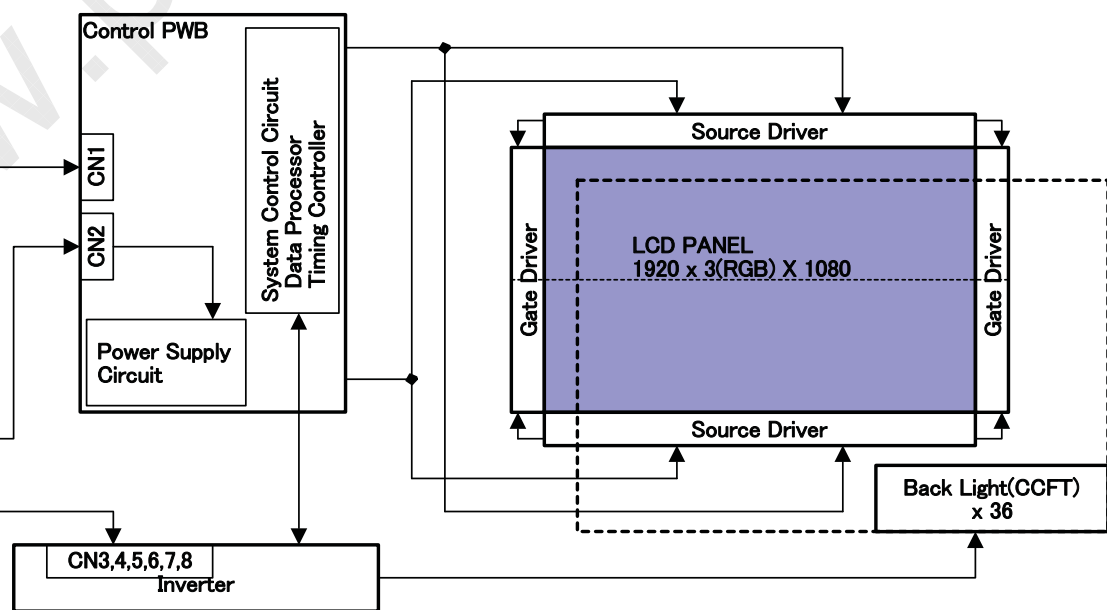 Control PWB
System Control Circuit
Data Processor
Timing Controller
CN1
CN2
Power Supply
Circuit
Source Driver
Gate Driver
LCD PANEL
1920 x 3(RGB) X 1080
Gate Driver
Source Driver
Back Light(CCFT)
x 36
CN3,4,5,6,7,8
Inverter